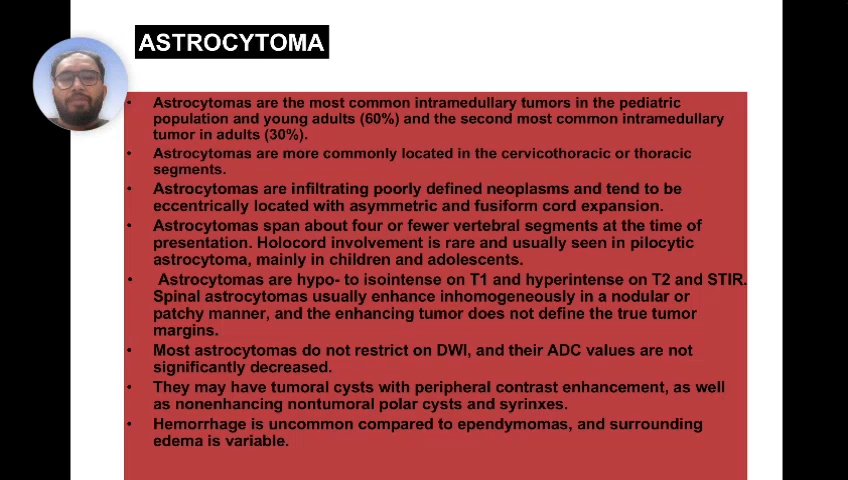 ASTROCYTOMA
• Astrocytomas are the most common intramedullary tumors in the pediatric
population and young adults (60%) and the second most common intramedullary
tumor in adults (30%).
• Astrocytomas are more commonly located in the cervicothoracic or thoracic
segments.
• Astrocytomas are infiltrating poorly defined neoplasms and tend to be
eccentrically located with asymmetric and fusiform cord expansion.
• Astrocytomas span about four or fewer vertebral segments at the time of
presentation. Holocord involvement is rare and usually seen in pilocytic
astrocytoma, mainly in children and adolescents.
• Astrocytomas are hypo- to isointense on T1 and hyperintense on T2 and STIR.
Spinal astrocytomas usually enhance inhomogeneously in a nodular or
patchy manner, and the enhancing tumor does not define the true tumor
margins.
• Most astrocytomas do not restrict on DWI, and their ADC values are not
significantly decreased.
• They may have tumoral cysts with peripheral contrast enhancement, as well
as nonenhancing nontumoral polar cysts and syrinxes.
• Hemorrhage is uncommon compared to ependymomas, and surrounding
edema is variable.